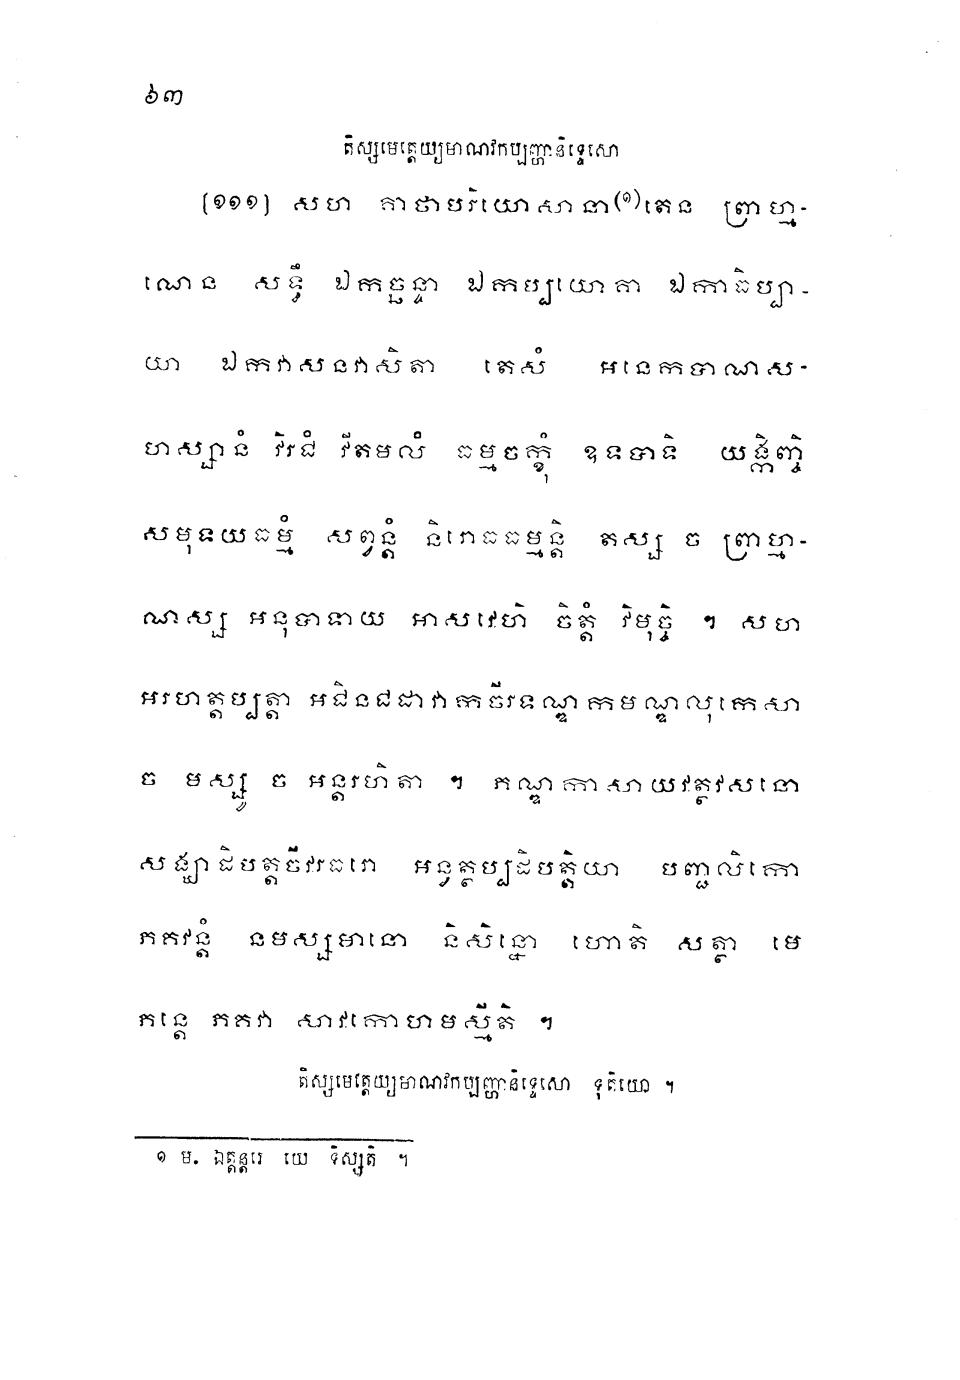 ៦៣
តិស្សមេត្តេយ្យមាណវកប្បញ្ហានិទ្ទេសោ
(១១១) សហ គាថាបរិយោសានា(១)តេន ព្រាហ្ម-
ណេន សទ្ធឹ ឯកច្ឆន្ទា ឯកប្បយោគា ឯកាធិប្បា-
យា ឯកវាសនវាសិតា តេសំ អនេកបាណស-
ហស្សានំ វិរជំ វីតមលំ ធម្មចក្ខុំ ឧទបាទិ យង្កិញ្ចិ
សមុទយធម្មំ សព្វន្តំ និរោធធម្មន្តិ តស្ស ច ព្រាហ្ម-
ណស្ស អនុបាទាយ អាសវេហិ ចិត្តំ វិមុច្ចិ ។ សហ
អរហត្តប្បត្តា អជិនជដាវាកចីរទណ្ឌកមណ្ឌលុកេសា
ច មស្សូ ច អន្តរហិតា ។ ភណ្ឌកាសាយវត្ថវសនោ
សង្ឃាដិបត្តចីវរធរោ អន្វត្ថប្បដិបត្តិយា បញ្ជលិកោ
ភគវន្តំ នមស្សមានោ និសិន្នោ ហោតិ សត្ថា មេ
ភន្តេ ភគវា សាវកោហមស្មីតិ ។
តិស្សមេត្តេយ្យមាណវកប្បញ្ហានិទ្ទេសោ ទុតិយោ ។
១ ម. ឯត្ថន្តរេ យេ ទិស្សតិ ។